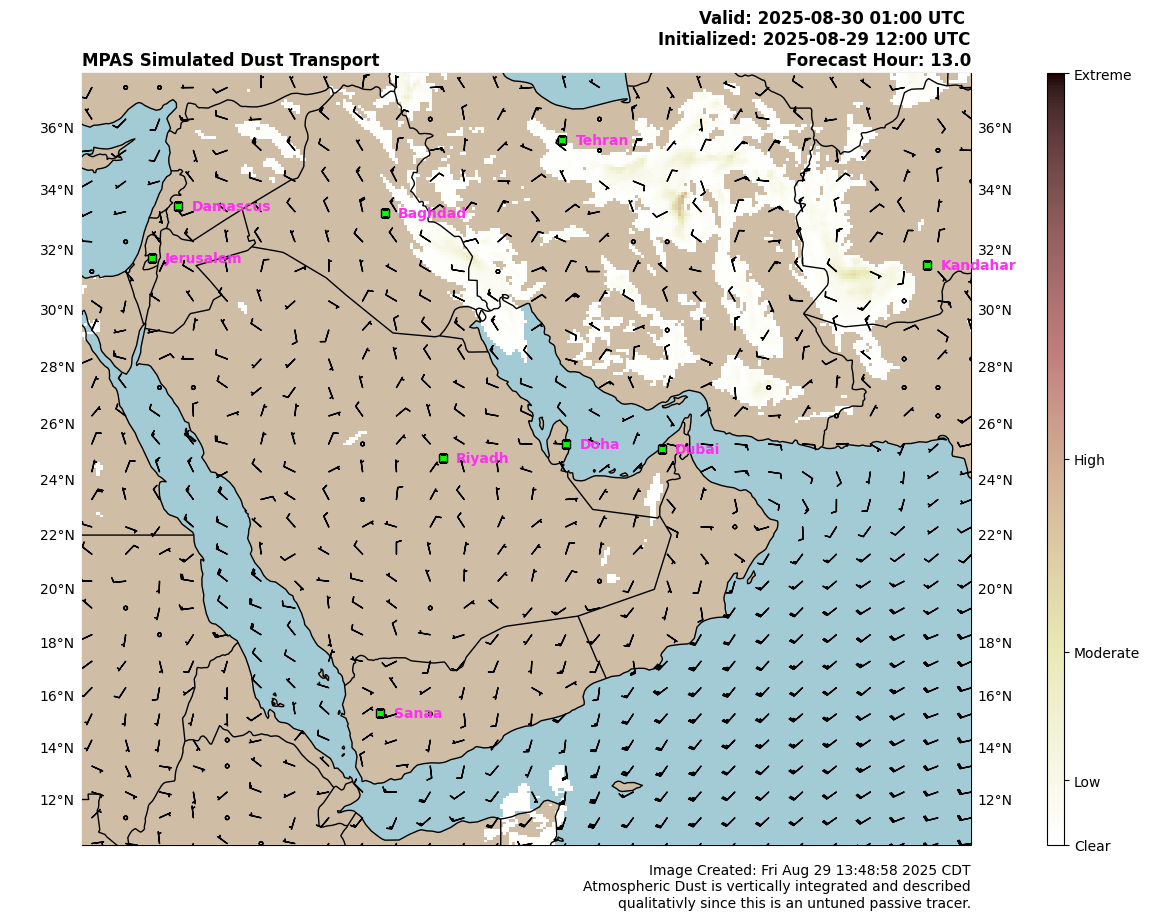 Valid: 2025-08-30 01:00 UTC
Initialized: 2025-08-29 12:00 UTC
MPAS Simulated Dust Transport
Forecast Hour: 13.0
Extreme
36°N
36°N
Tehran
34°N
34°N
Damascus
Baghdad
32°N
32°N
Jerusalem
Kandahar
30°N
30°N
28°N
28°N
26°N
26°N
Doha
Dubai
Riyadh
High
24°N
24°N
22°N
22°N
20°N
20°N
18°N
18°N
Moderate
16°N
16°N
Sanaa
14°N
14°N
Low
12°N
12°N
Clear
Image Created: Fri Aug 29 13:48:58 2025 CDT
Atmospheric Dust is vertically integrated and described
qualitativly since this is an untuned passive tracer.